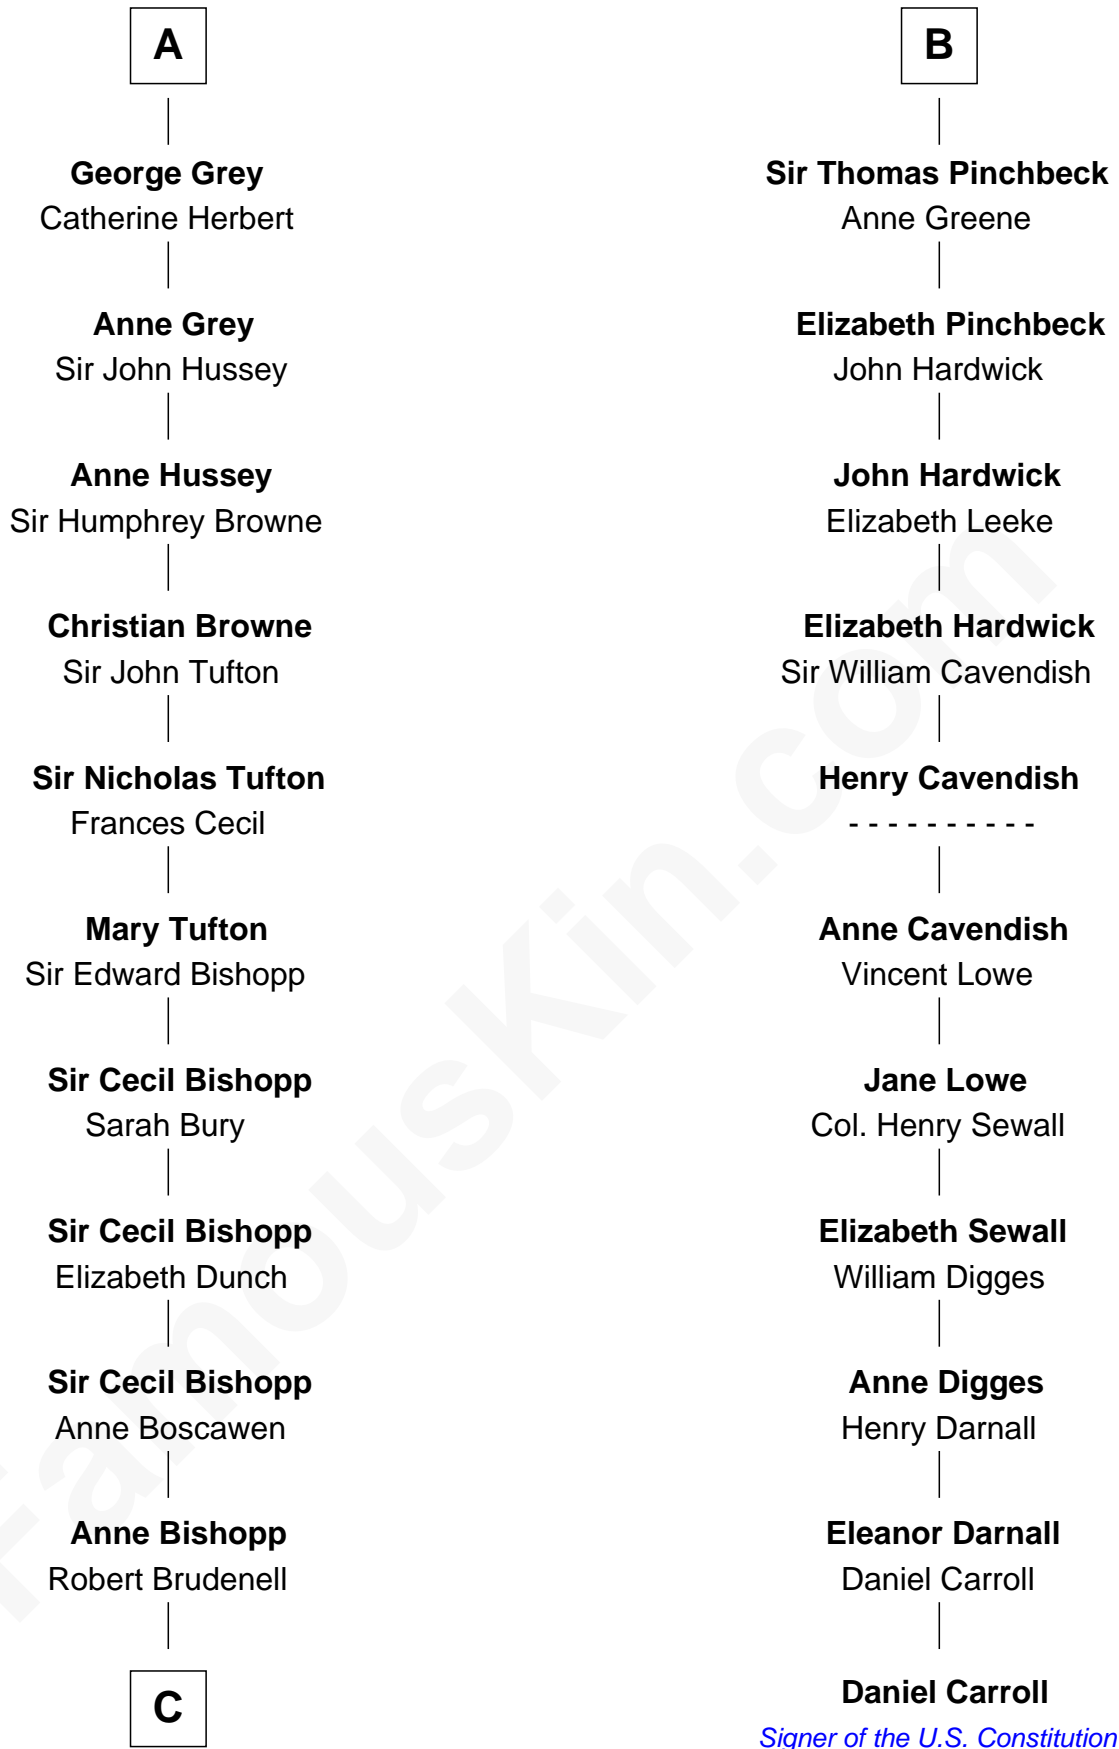 A
George Grey
Catherine Herbert
Anne Grey
Sir John Hussey
Anne Hussey
Sir Humphrey Browne
Christian Browne
Sir John Tufton
Sir Nicholas Tufton
Frances Cecil
Mary Tufton
Sir Edward Bishopp
Sir Cecil Bishopp
Sarah Bury
Sir Cecil Bishopp
Elizabeth Dunch
Sir Cecil Bishopp
Anne Boscawen
Anne Bishopp
Robert Brudenell
C
B
Sir Thomas Pinchbeck
Anne Greene
Elizabeth Pinchbeck
John Hardwick
John Hardwick
Elizabeth Leeke
Elizabeth Hardwick
Sir William Cavendish
Henry Cavendish
- - - - - - - - - -
Anne Cavendish
Vincent Lowe
Jane Lowe
Col. Henry Sewall
Elizabeth Sewall
William Digges
Anne Digges
Henry Darnall
Eleanor Darnall
Daniel Carroll
Daniel Carroll
Signer of the U.S. Constitution
FamousKin.com